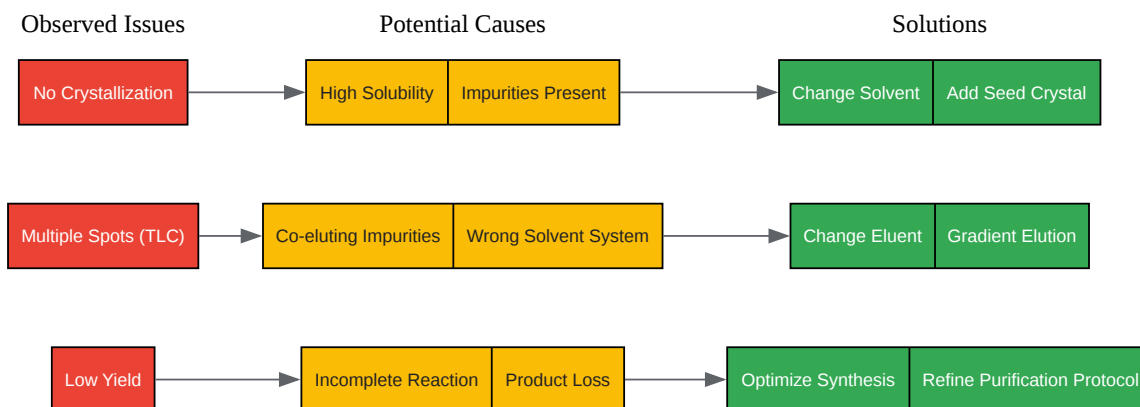 Observed Issues Potential Causes Solutions
No Crystallization High Solubility Impurities Present Change Solvent Add Seed Crystal
Multiple Spots (TLC) Co-eluting Impurities Wrong Solvent System Change Eluent Gradient Elution
Low Yield Incomplete Reaction Product Loss Optimize Synthesis Refine Purification Protocol